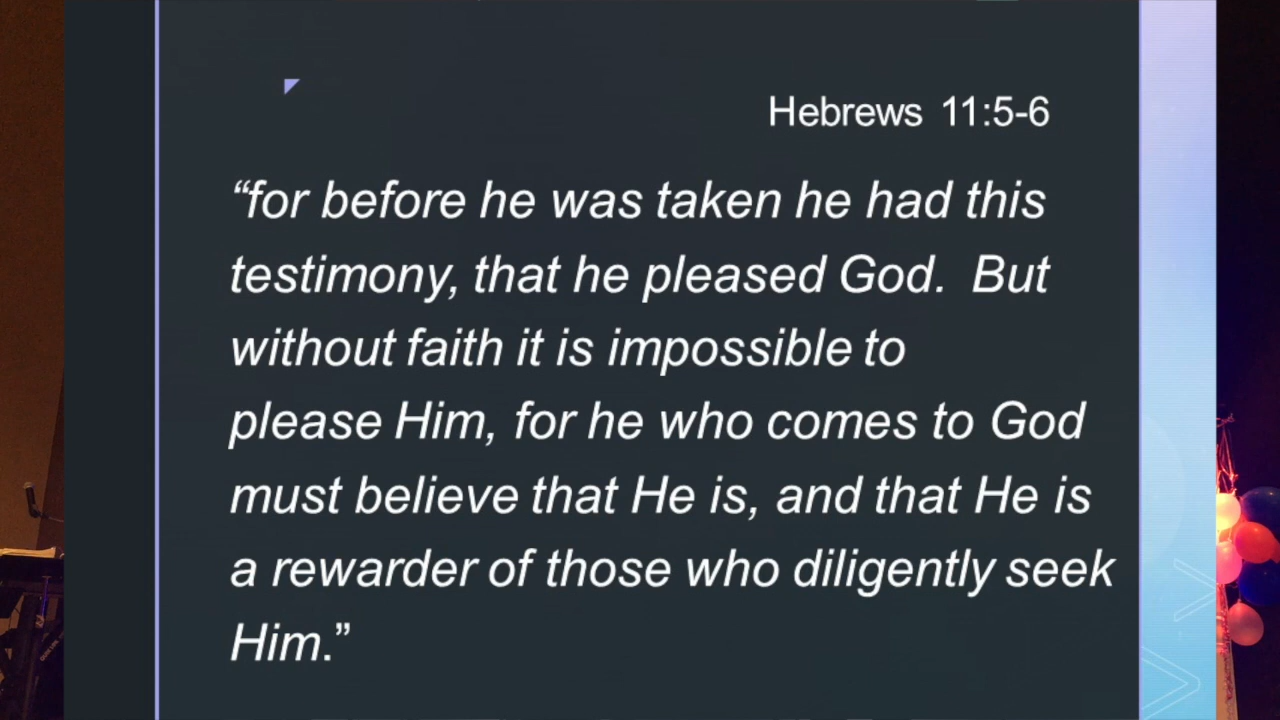 Hebrews 11:5-6
“for before he was taken he had this
testimony, that he pleased God. But
without faith it is impossible to
please Him, for he who comes to God
must believe that He is, and that He is
a rewarder of those who diligently seek
Him.”